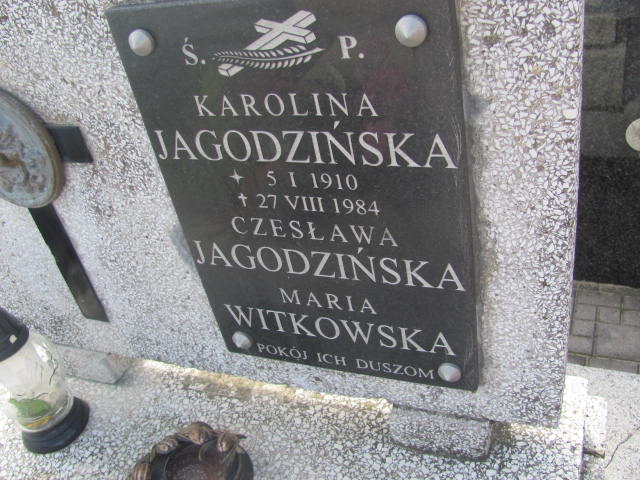 Ś. P.
KAROLINA
JAGODZIŃSKA
5 I 1910
27 VIII 1984
CZESŁAWA
JAGODZIŃSKA
MARIA
WITKOWSKA
POKÓJ ICH DUSZOM